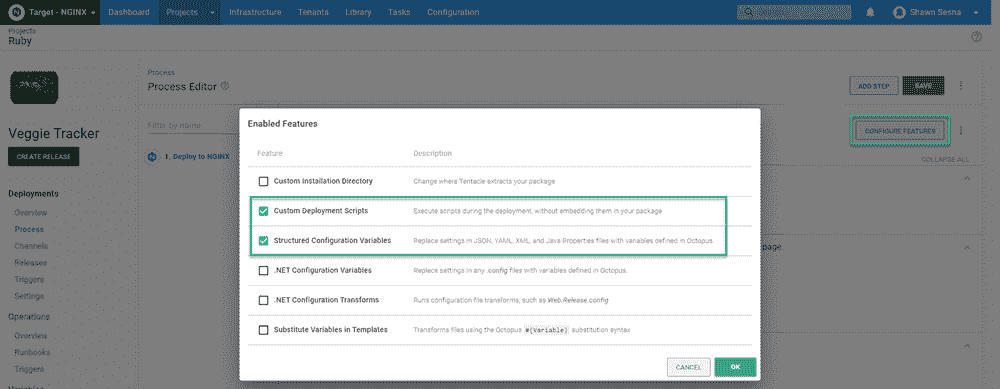 Target - NGINX Dashboard Projects Infrastructure Tenants Library Tasks Configuration Shawn Sesna
Projects
Ruby
Process
Process Editor
ADD STEP SAVE
Filter by name
CONFIGURE FEATURES
Veggie Tracker
CREATE RELEASE
1. Deploy to NGINX
COLLAPSE ALL
Deployments
Overview
Process
Channels
Releases
Triggers
Settings
Operations
Overview
Runbooks
Triggers
Variables
page
Enabled Features
Feature Description
Custom Installation Directory Change where Tentacle extracts your package
Custom Deployment Scripts Execute scripts during the deployment, without embedding them in your package
Structured Configuration Variables Replace settings in JSON, YAML, XML, and Java Properties files with variables defined in Octopus.
.NET Configuration Variables Replace settings in any .config files with variables defined in Octopus.
.NET Configuration Transforms Runs configuration file transforms, such as Web.Release.config
Substitute Variables in Templates Transforms files using the Octopus #{Variable} substitution syntax
CANCEL OK